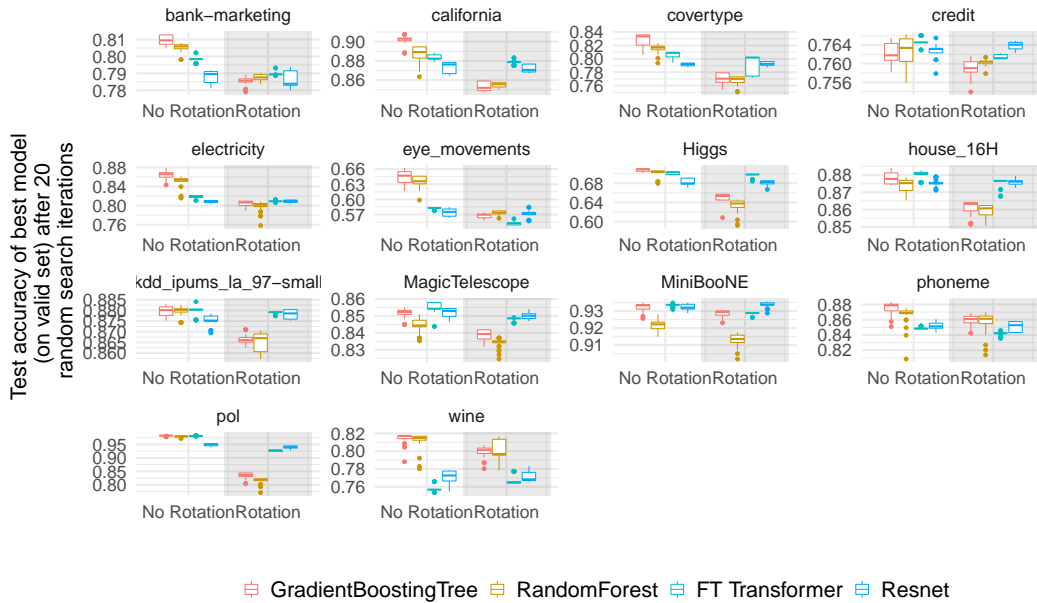 bank−marketing
california
covertype
credit
0.81
0.80
0.79
0.78
0.90
0.88
0.86
0.84
0.82
0.80
0.78
0.76
0.764
0.760
0.756
No Rotation Rotation
No Rotation Rotation
No Rotation Rotation
No Rotation Rotation
electricity
eye_movements
Higgs
house_16H
0.88
0.84
0.80
0.76
0.66
0.63
0.60
0.57
0.68
0.64
0.60
0.88
0.87
0.86
0.85
No Rotation Rotation
No Rotation Rotation
No Rotation Rotation
No Rotation Rotation
kdd_ipums_la_97−small
MagicTelescope
MiniBooNE
phoneme
0.885
0.880
0.875
0.870
0.865
0.860
0.86
0.85
0.84
0.83
0.93
0.92
0.91
0.88
0.86
0.84
0.82
No Rotation Rotation
No Rotation Rotation
No Rotation Rotation
No Rotation Rotation
pol
wine
0.95
0.90
0.85
0.80
0.82
0.80
0.78
0.76
No Rotation Rotation
No Rotation Rotation
Test accuracy of best model
(on valid set) after 20
random search iterations
GradientBoostingTree
RandomForest
FT Transformer
Resnet